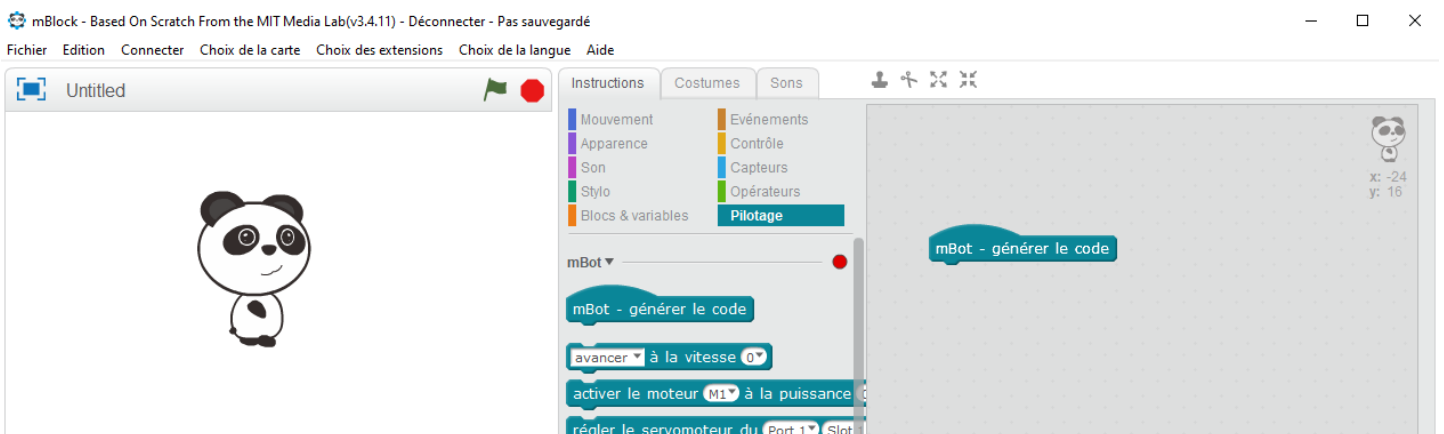 mBlock - Based On Scratch From the MIT Media Lab(v3.4.11) - Déconnecter - Pas sauvegardé
Fichier Edition Connecter Choix de la carte Choix des extensions Choix de la langue Aide
Untitled
Instructions Costumes Sons
Mouvement Evénements
Apparence Contrôle
Son Capteurs
Stylo Opérateurs
Blocs & variables Pilotage
mBot
mBot - générer le code
avancer à la vitesse 0
activer le moteur M1 à la puissance
régler le servomoteur du Port 1 Slot
x: -24
y: 16
mBot - générer le code